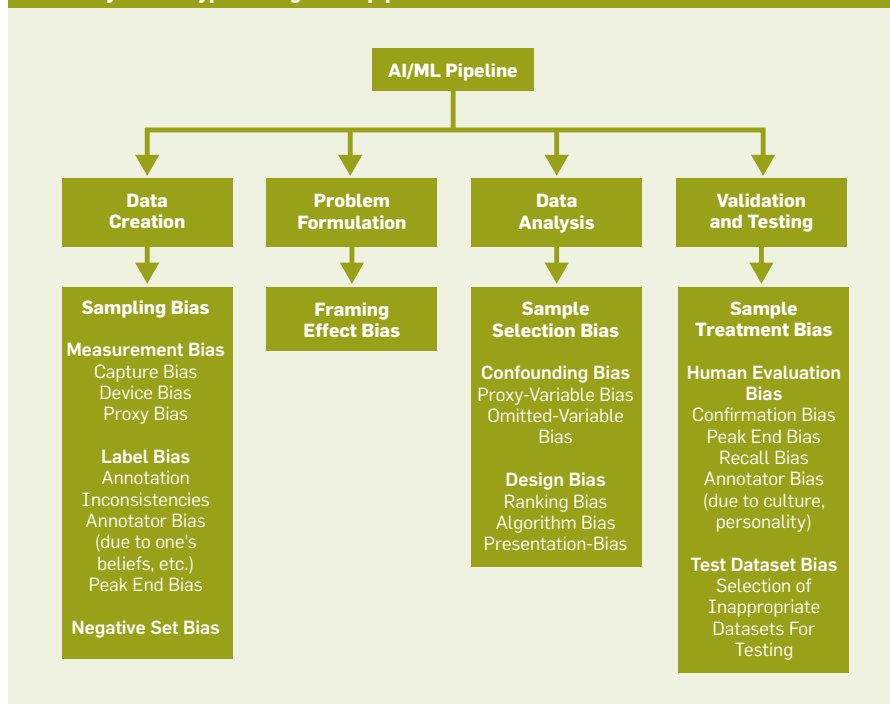 AI/ML Pipeline
Data
Creation
Problem
Formulation
Data
Analysis
Validation
and Testing
Sampling Bias
Measurement Bias
Capture Bias
Device Bias
Proxy Bias
Label Bias
Annotation
Inconsistencies
Annotator Bias
(due to one's
beliefs, etc.)
Peak End Bias
Negative Set Bias
Framing
Effect Bias
Sample
Selection Bias
Confounding Bias
Proxy-Variable Bias
Omitted-Variable
Bias
Design Bias
Ranking Bias
Algorithm Bias
Presentation-Bias
Sample
Treatment Bias
Human Evaluation
Bias
Confirmation Bias
Peak End Bias
Recall Bias
Annotator Bias
(due to culture,
personality)
Test Dataset Bias
Selection of
Inappropriate
Datasets For
Testing